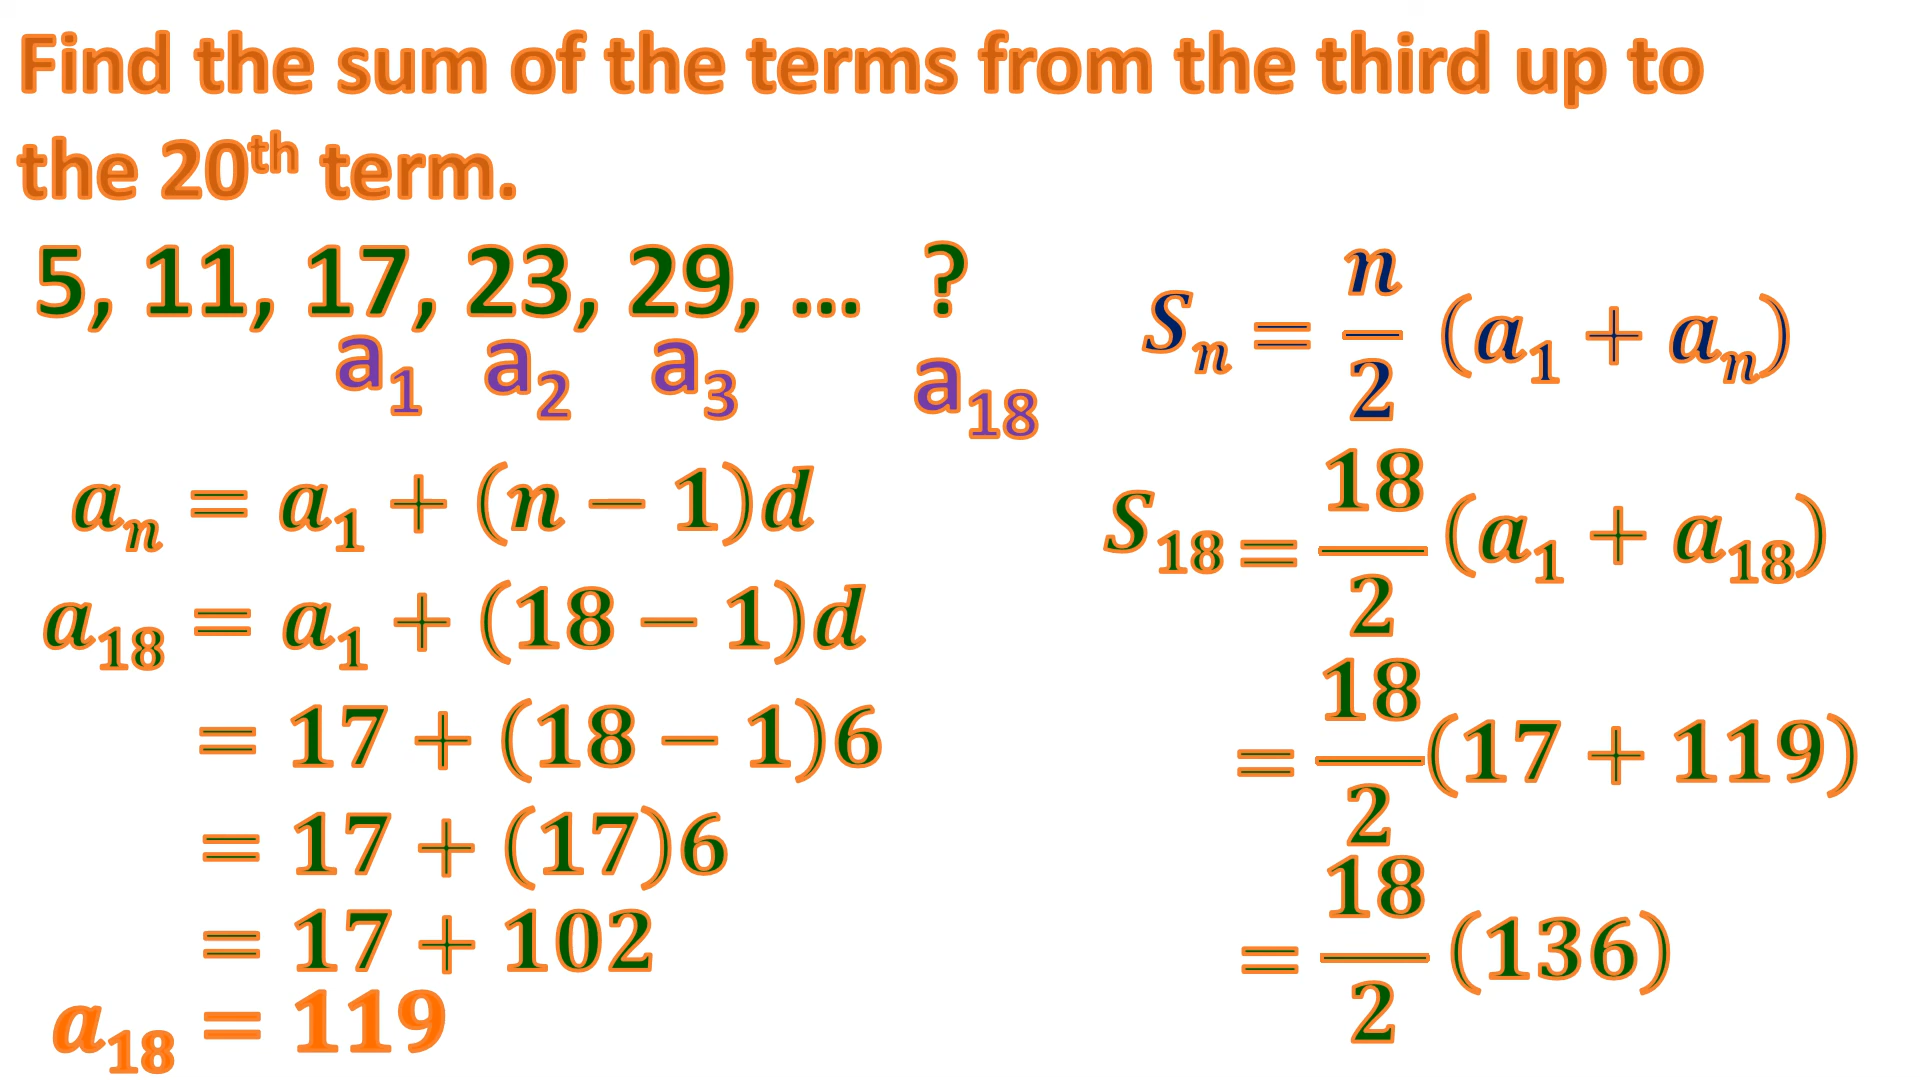 Find the sum of the terms from the third up to
the 20th term.
5, 11, 17, 23, 29, ... ?
a₁ a₂ a₃ a₁₈
aₙ = a₁ + (n − 1)d
a₁₈ = a₁ + (18 − 1)d
= 17 + (18 − 1)6
= 17 + (17)6
= 17 + 102
a₁₈ = 119
Sₙ = n/2 (a₁ + aₙ)
S₁₈ = 18/2 (a₁ + a₁₈)
= 18/2 (17 + 119)
= 18/2 (136)